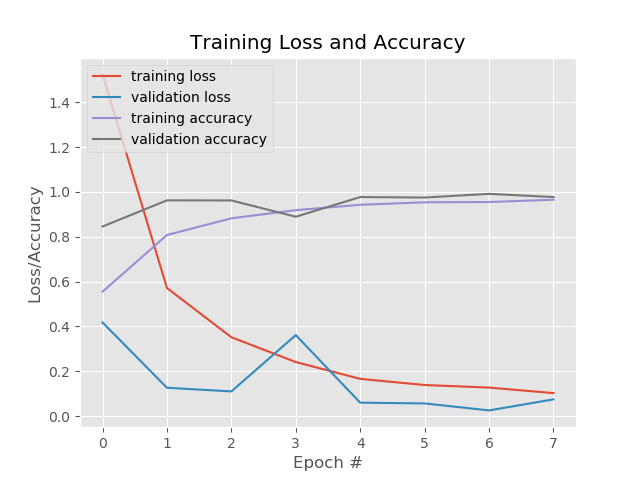 Training Loss and Accuracy
training loss
validation loss
training accuracy
validation accuracy
Loss/Accuracy
1.4
1.2
1.0
0.8
0.6
0.4
0.2
0.0
0 1 2 3 4 5 6 7
Epoch #